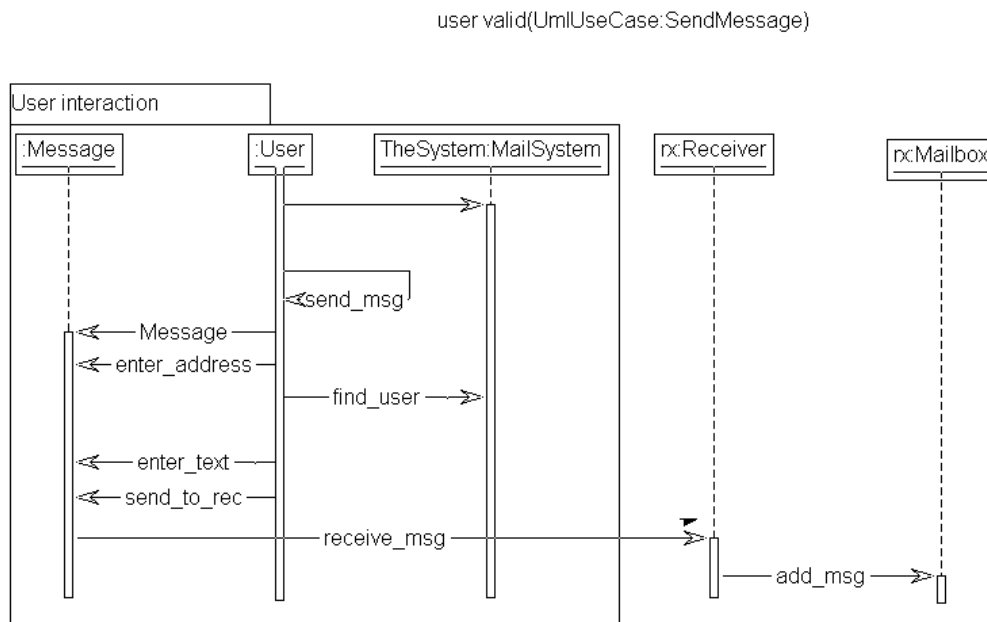 user valid(UmlUseCase:SendMessage)
User interaction
:Message
:User
TheSystem:MailSystem
rx:Receiver
rx:Mailbox
send_msg
Message
enter_address
find_user
enter_text
send_to_rec
receive_msg
add_msg